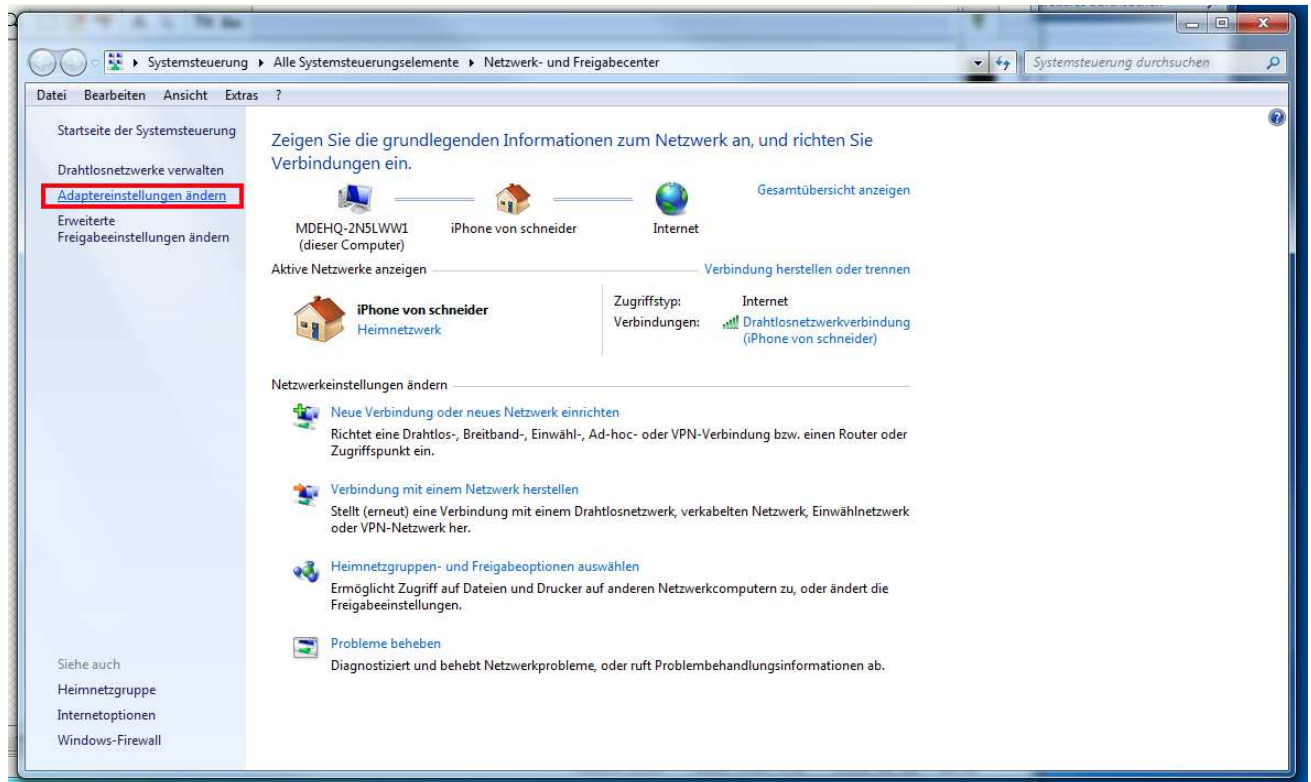 Systemsteuerung ▸ Alle Systemsteuerungselemente ▸ Netzwerk- und Freigabecenter
Systemsteuerung durchsuchen
Datei Bearbeiten Ansicht Extras ?
Startseite der Systemsteuerung
Drahtlosnetzwerke verwalten
Adaptereinstellungen ändern
Erweiterte
Freigabeeinstellungen ändern
Siehe auch
Heimnetzgruppe
Internetoptionen
Windows-Firewall
Zeigen Sie die grundlegenden Informationen zum Netzwerk an, und richten Sie
Verbindungen ein.
Gesamtübersicht anzeigen
MDEHQ-2N5LWW1
(dieser Computer)
iPhone von schneider
Internet
Aktive Netzwerke anzeigen
Verbindung herstellen oder trennen
iPhone von schneider
Heimnetzwerk
Zugriffstyp: Internet
Verbindungen: Drahtlosnetzwerkverbindung
(iPhone von schneider)
Netzwerkeinstellungen ändern
Neue Verbindung oder neues Netzwerk einrichten
Richtet eine Drahtlos-, Breitband-, Einwähl-, Ad-hoc- oder VPN-Verbindung bzw. einen Router oder
Zugriffspunkt ein.
Verbindung mit einem Netzwerk herstellen
Stellt (erneut) eine Verbindung mit einem Drahtlosnetzwerk, verkabelten Netzwerk, Einwählnetzwerk
oder VPN-Netzwerk her.
Heimnetzgruppen- und Freigabeoptionen auswählen
Ermöglicht Zugriff auf Dateien und Drucker auf anderen Netzwerkcomputern zu, oder ändert die
Freigabeeinstellungen.
Probleme beheben
Diagnostiziert und behebt Netzwerkprobleme, oder ruft Problembehandlungsinformationen ab.